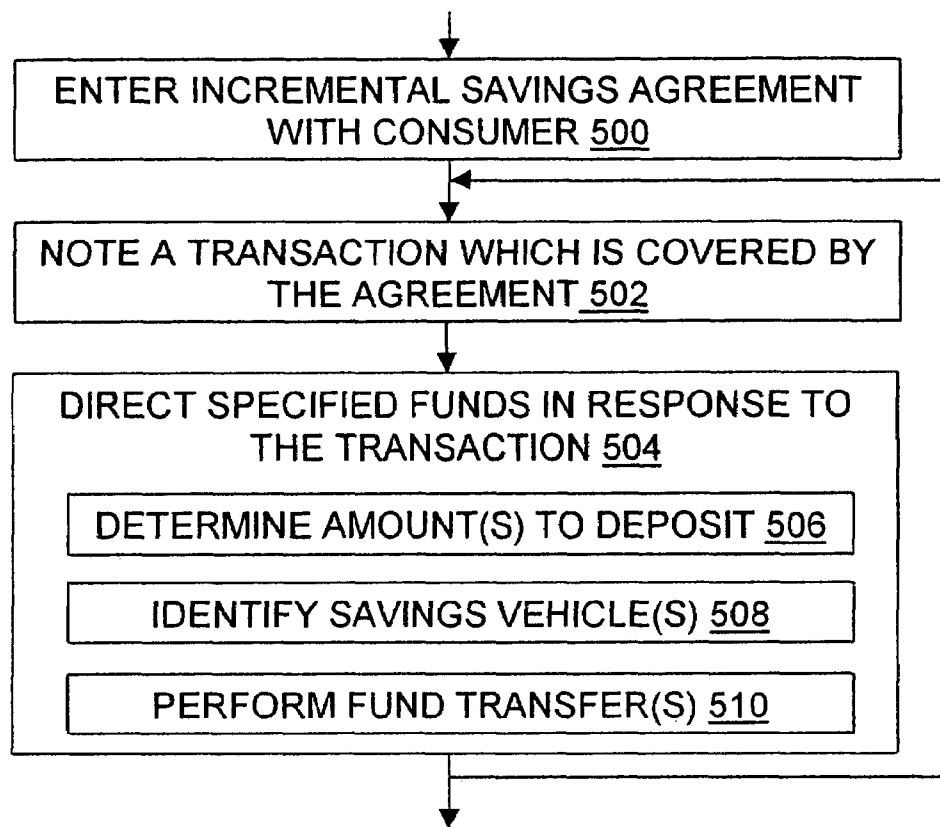 ENTER INCREMENTAL SAVINGS AGREEMENT
WITH CONSUMER 500
NOTE A TRANSACTION WHICH IS COVERED BY
THE AGREEMENT 502
DIRECT SPECIFIED FUNDS IN RESPONSE TO
THE TRANSACTION 504
DETERMINE AMOUNT(S) TO DEPOSIT 506
IDENTIFY SAVINGS VEHICLE(S) 508
PERFORM FUND TRANSFER(S) 510